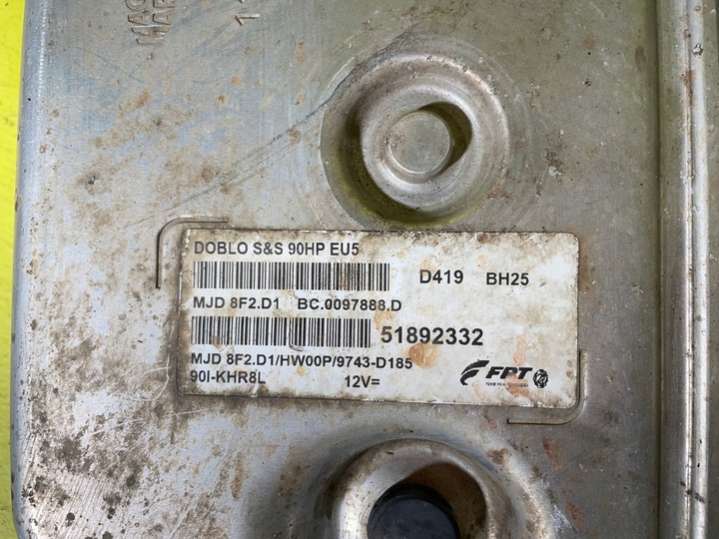 DOBLO S&S 90HP EU5
D419 BH25
MJD 8F2.D1 BC.0097888.D
51892332
MJD 8F2.D1/HW00P/9743-D185
90I-KHR8L 12V=
FPT